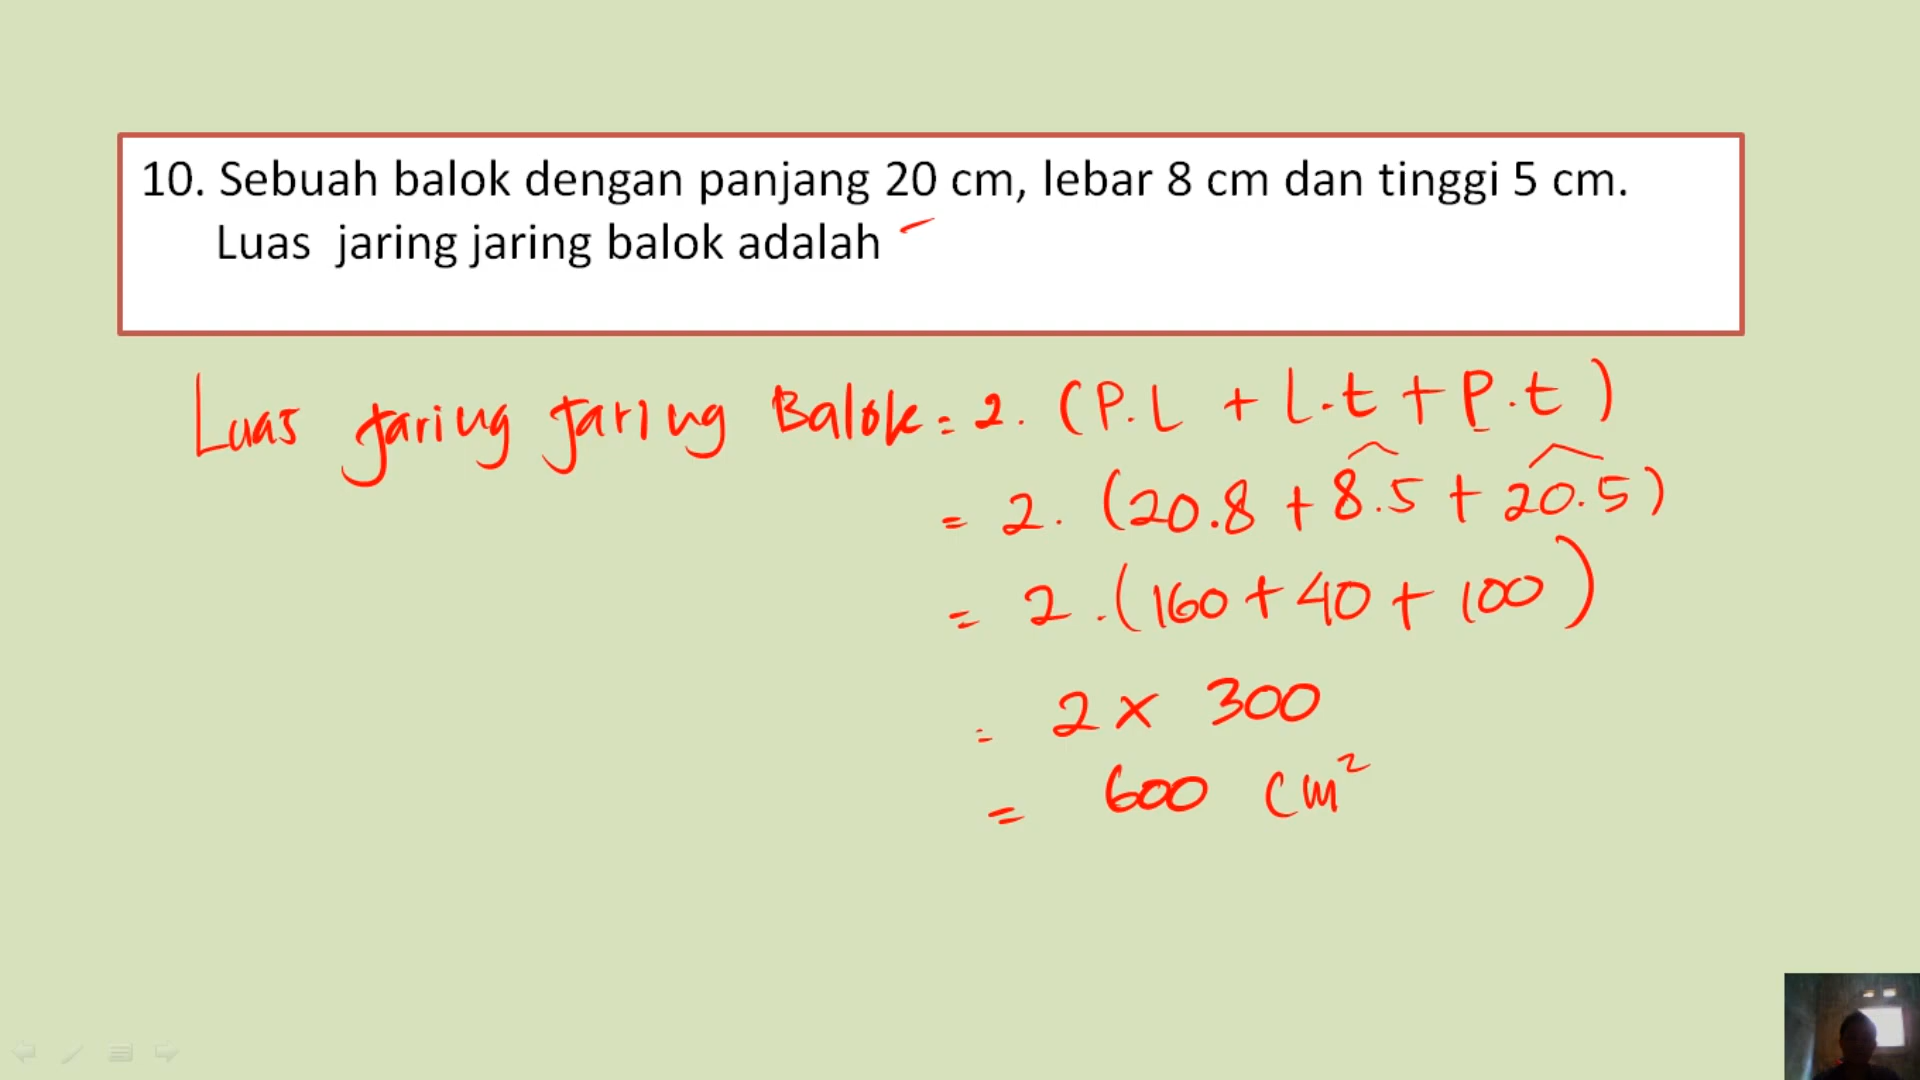 10. Sebuah balok dengan panjang 20 cm, lebar 8 cm dan tinggi 5 cm.
Luas jaring jaring balok adalah
Luas Jaring Jaring Balok = 2. (P.L + L.t + P.t)
= 2. (20.8 + 8.5 + 20.5)
= 2.(160 + 40 + 100)
= 2 x 300
= 600 cm²